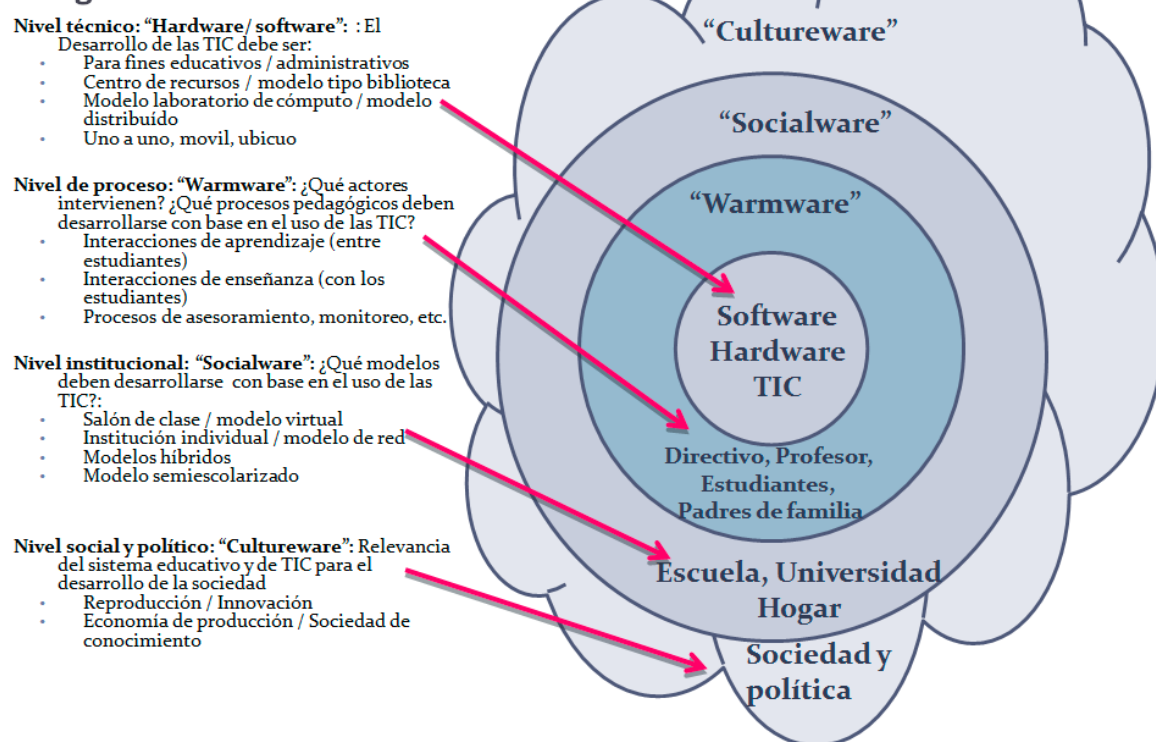 Nivel técnico: “Hardware/ software”: : El
Desarrollo de las TIC debe ser:
• Para fines educativos / administrativos
• Centro de recursos / modelo tipo biblioteca
• Modelo laboratorio de cómputo / modelo
distribuído
• Uno a uno, movil, ubicuo
Nivel de proceso: “Warmware”: ¿Qué actores
intervienen? ¿Qué procesos pedagógicos deben
desarrollarse con base en el uso de las TIC?
• Interacciones de aprendizaje (entre
estudiantes)
• Interacciones de enseñanza (con los
estudiantes)
• Procesos de asesoramiento, monitoreo, etc.
Nivel institucional: “Socialware”: ¿Qué modelos
deben desarrollarse con base en el uso de las
TIC?:
• Salón de clase / modelo virtual
• Institución individual / modelo de red
• Modelos híbridos
• Modelo semiescolarizado
Nivel social y político: “Cultureware”: Relevancia
del sistema educativo y de TIC para el
desarrollo de la sociedad
• Reproducción / Innovación
• Economía de producción / Sociedad de
conocimiento
“Cultureware”
“Socialware”
“Warmware”
Software
Hardware
TIC
Directivo, Profesor,
Estudiantes,
Padres de familia
Escuela, Universidad
Hogar
Sociedad y
política